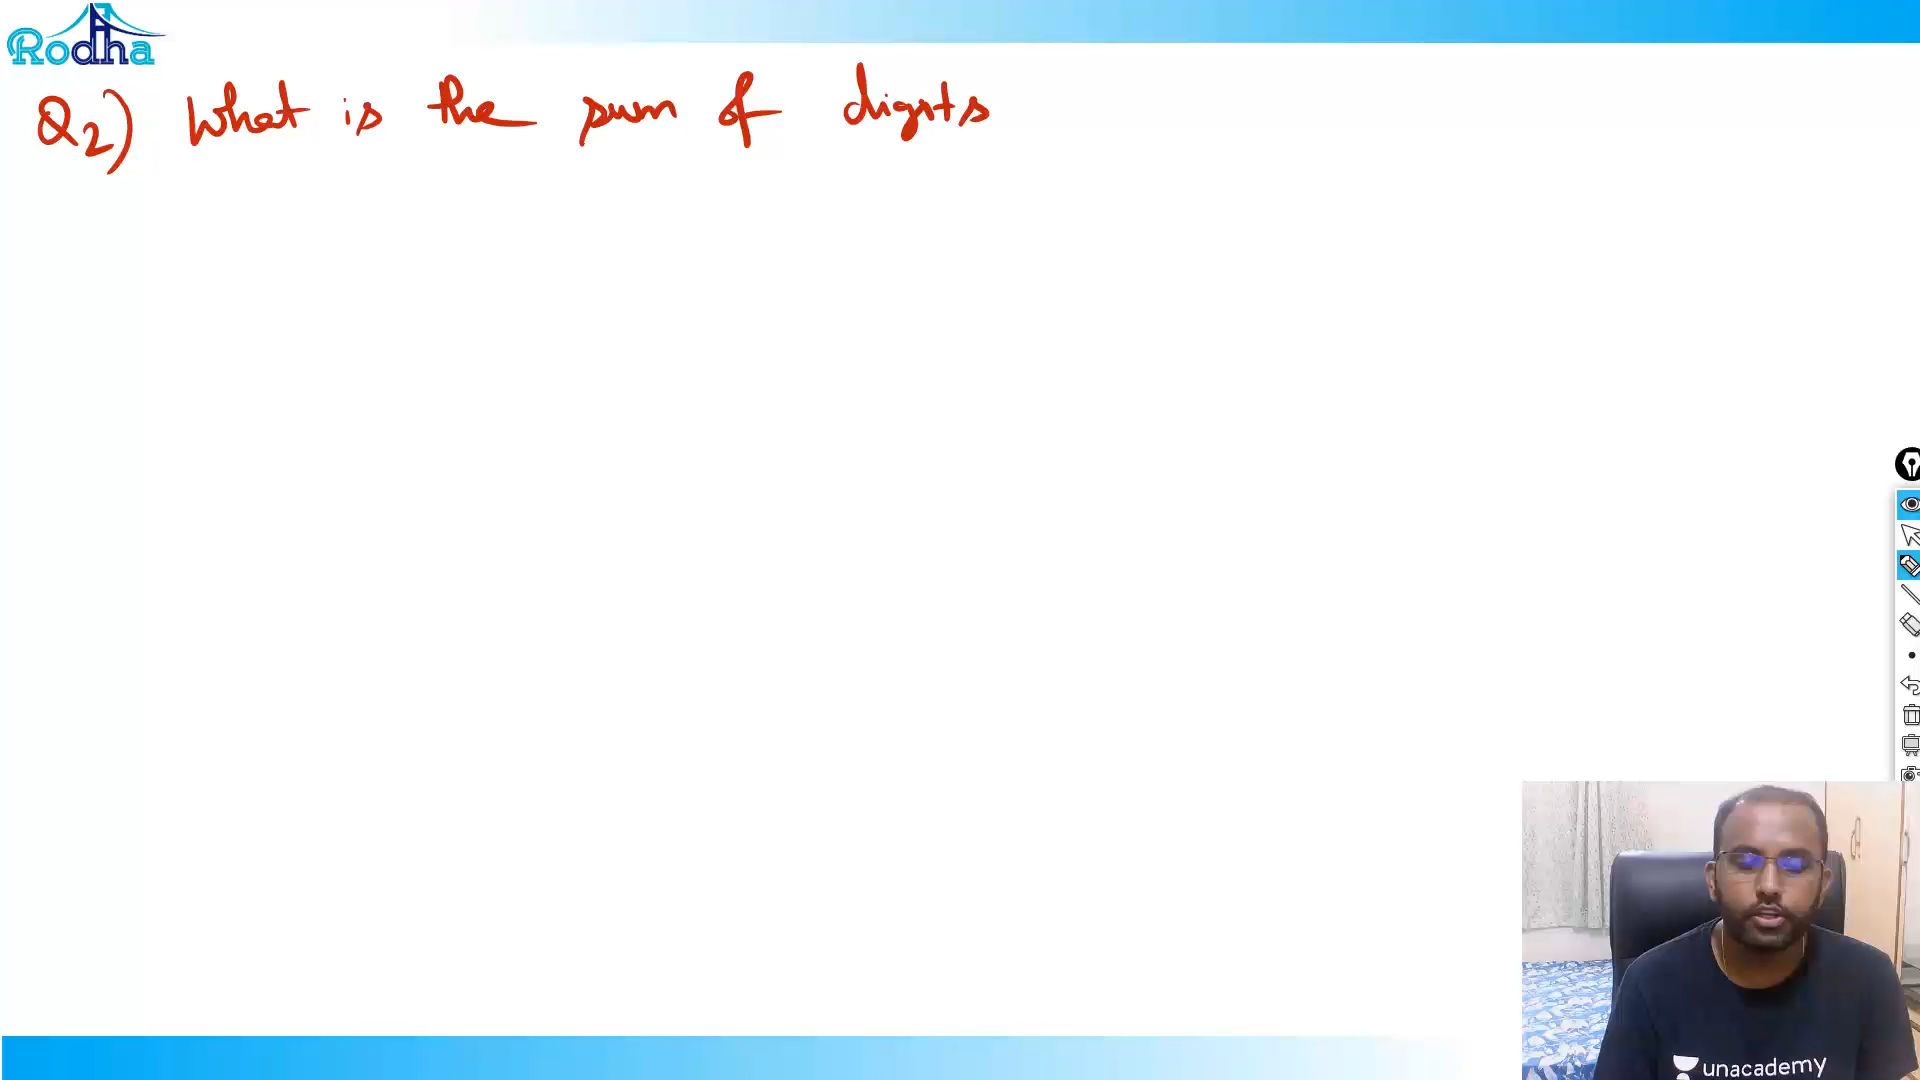 Rodha
Q2) What is the sum of digits
unacademy